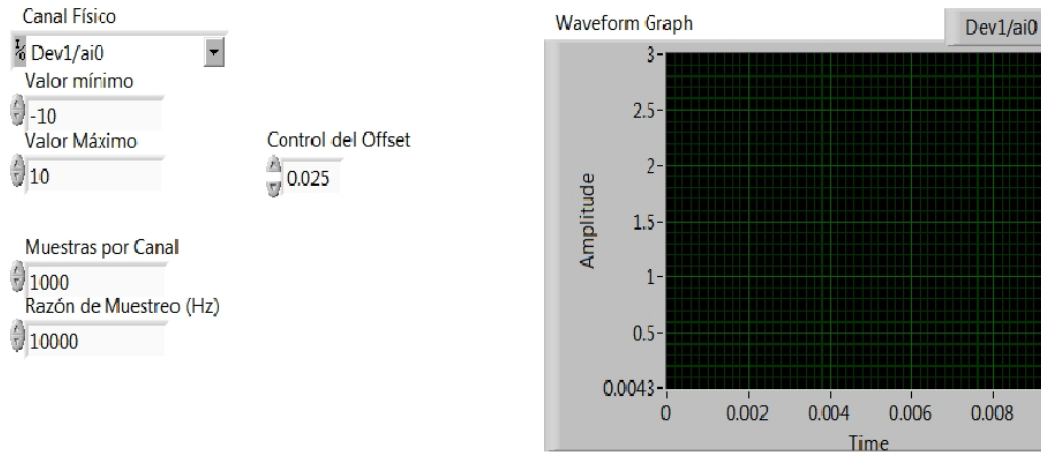 Canal Físico
Dev1/ai0
Valor mínimo
-10
Valor Máximo
10
Control del Offset
0.025
Muestras por Canal
1000
Razón de Muestreo (Hz)
10000
Waveform Graph
Dev1/ai0
Amplitude
3
2.5
2
1.5
1
0.5
0.0043
0 0.002 0.004 0.006 0.008
Time